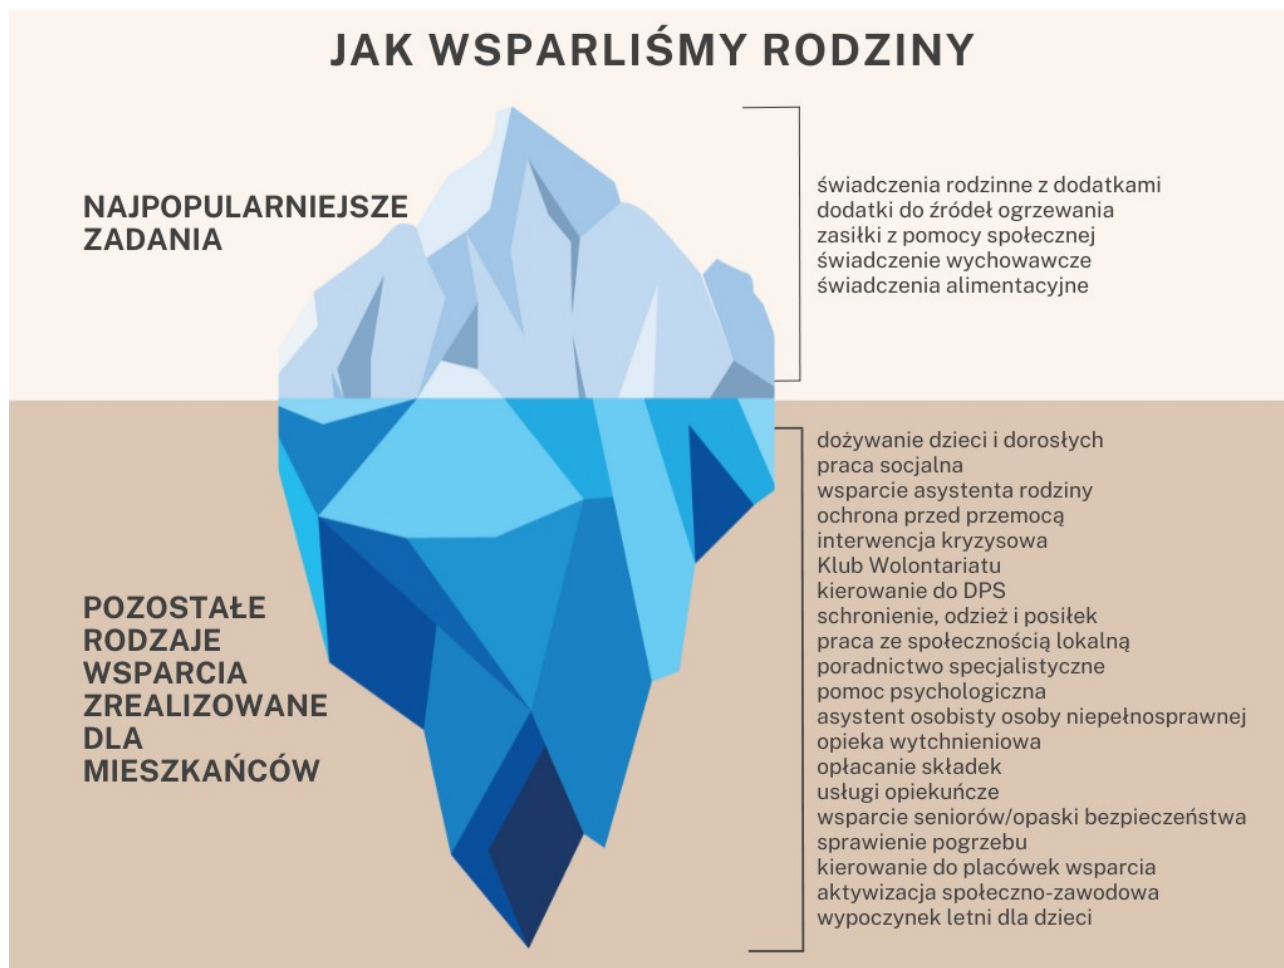 JAK WSPARLIŚMY RODZINY
NAJPOPULARNIEJSZE
ZADANIA
świadczenia rodzinne z dodatkami
dodatki do źródeł ogrzewania
zasiłki z pomocy społecznej
świadczenie wychowawcze
świadczenia alimentacyjne
POZOSTAŁE
RODZAJE
WSPARCIA
ZREALIZOWANE
DLA
MIESZKAŃCÓW
dożywanie dzieci i dorosłych
praca socjalna
wsparcie asystenta rodziny
ochrona przed przemocą
interwencja kryzysowa
Klub Wolontariatu
kierowanie do DPS
schronienie, odzież i posiłek
praca ze społecznością lokalną
poradnictwo specjalistyczne
pomoc psychologiczna
asystent osobisty osoby niepełnosprawnej
opieka wytchnieniowa
opłacanie składek
usługi opiekuńcze
wsparcie seniorów/opaski bezpieczeństwa
sprawienie pogrzebu
kierowanie do placówek wsparcia
aktywizacja społeczno-zawodowa
wypoczynek letni dla dzieci